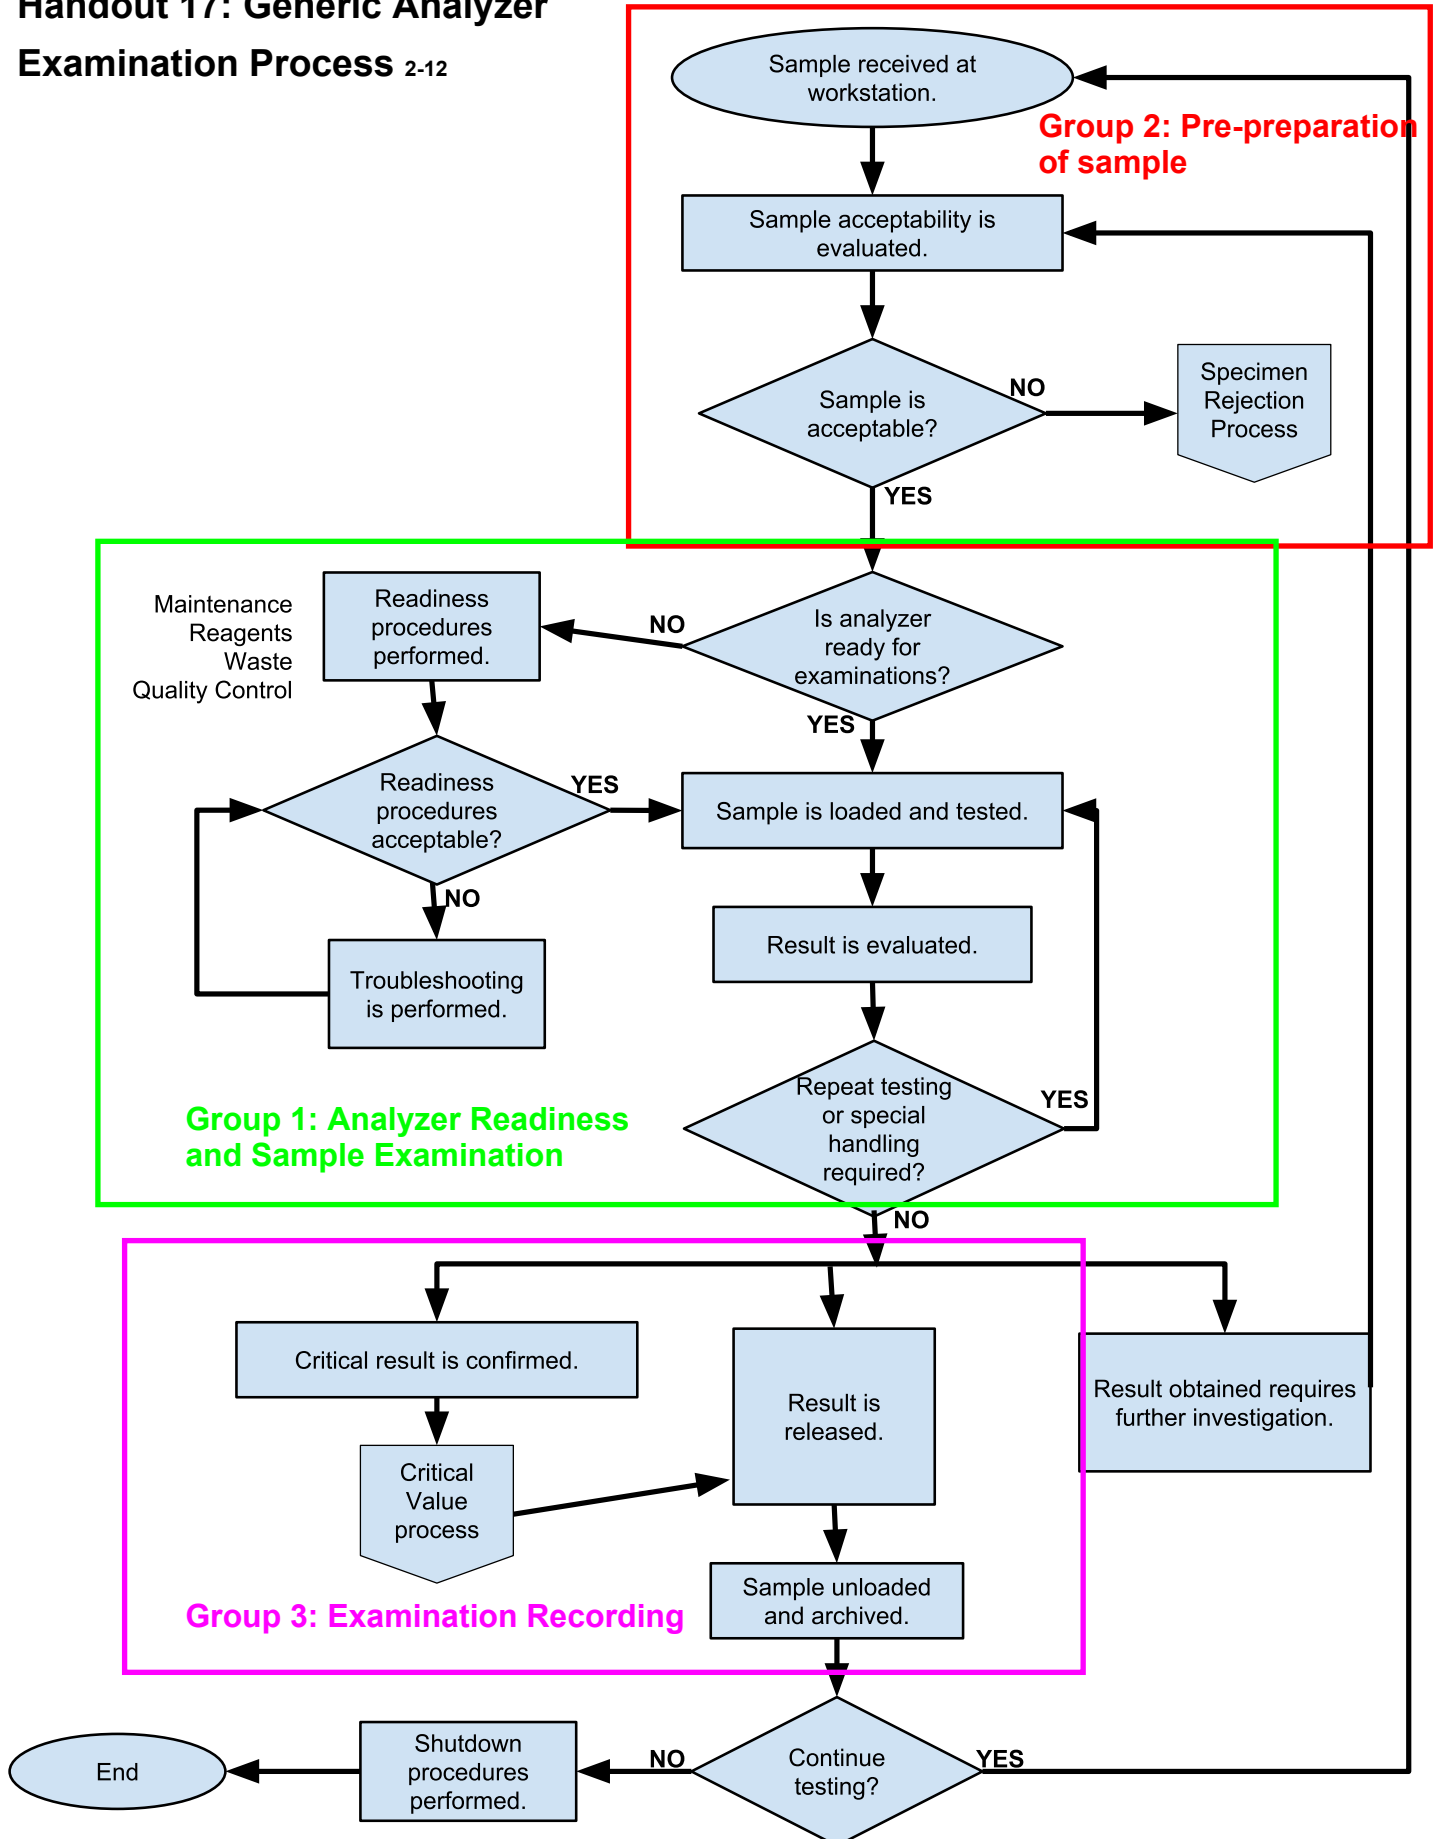 Handout 17: Generic Analyzer
Examination Process 2-12
Sample received at
workstation.
Group 2: Pre-preparation
of sample
Sample acceptability is
evaluated.
Sample is
acceptable?
NO
Specimen
Rejection
Process
YES
Maintenance
Reagents
Waste
Quality Control
Readiness
procedures
performed.
NO
Is analyzer
ready for
examinations?
YES
Readiness
procedures
acceptable?
YES
Sample is loaded and tested.
NO
Troubleshooting
is performed.
Result is evaluated.
Repeat testing
or special
handling
required?
YES
Group 1: Analyzer Readiness
and Sample Examination
NO
Critical result is confirmed.
Result is
released.
Result obtained requires
further investigation.
Critical
Value
process
Group 3: Examination Recording
Sample unloaded
and archived.
End
Shutdown
procedures
performed.
NO
Continue
testing?
YES